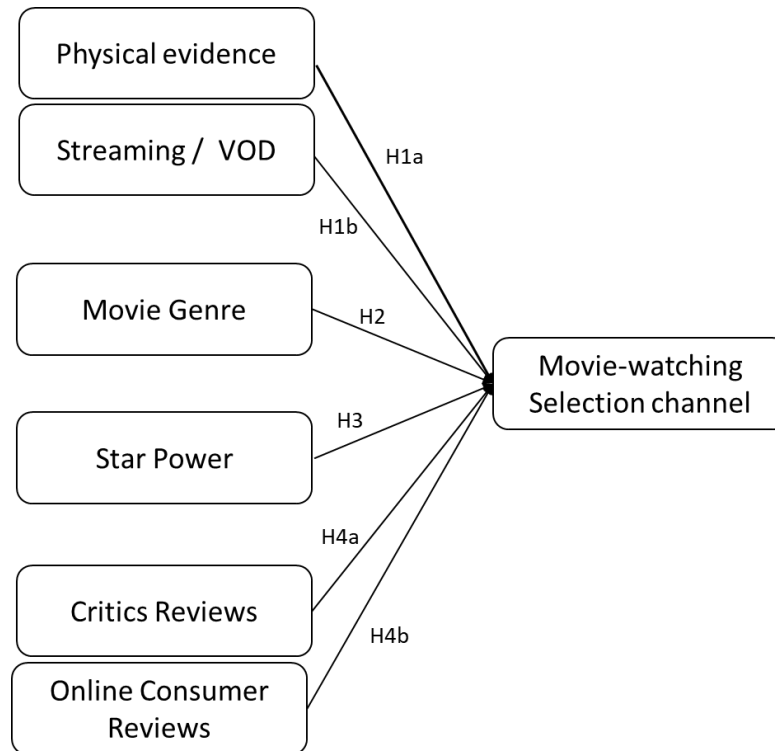 Physical evidence
H1a
Streaming / VOD
H1b
Movie Genre
H2
Movie-watching
Selection channel
H3
Star Power
H4a
Critics Reviews
H4b
Online Consumer
Reviews